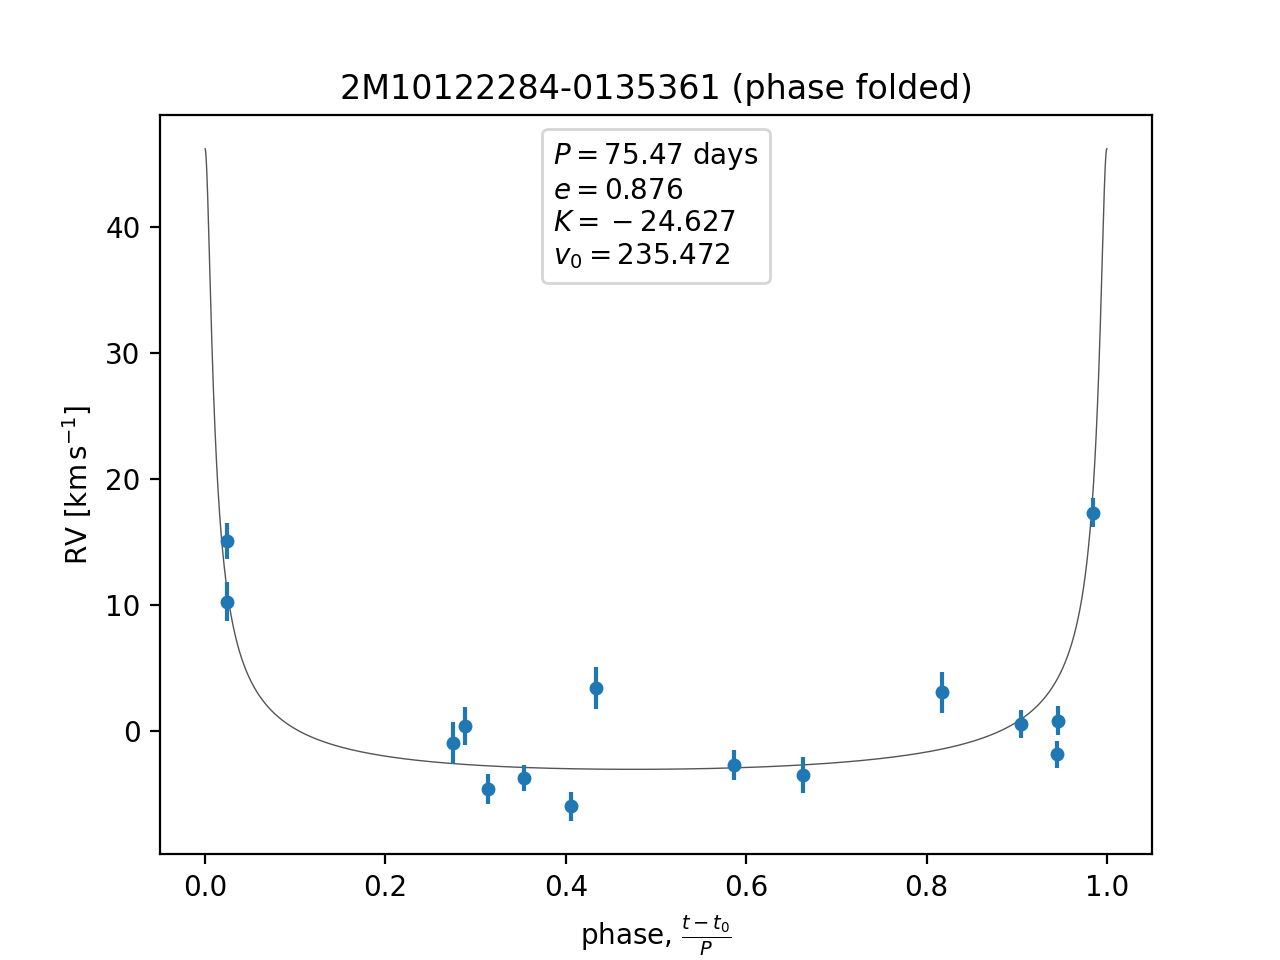 2M10122284-0135361 (phase folded)
P = 75.47 days
e = 0.876
K = −24.627
v₀ = 235.472
40
30
20
10
0
RV [km s⁻¹]
0.0 0.2 0.4 0.6 0.8 1.0
phase, (t − t₀)/P